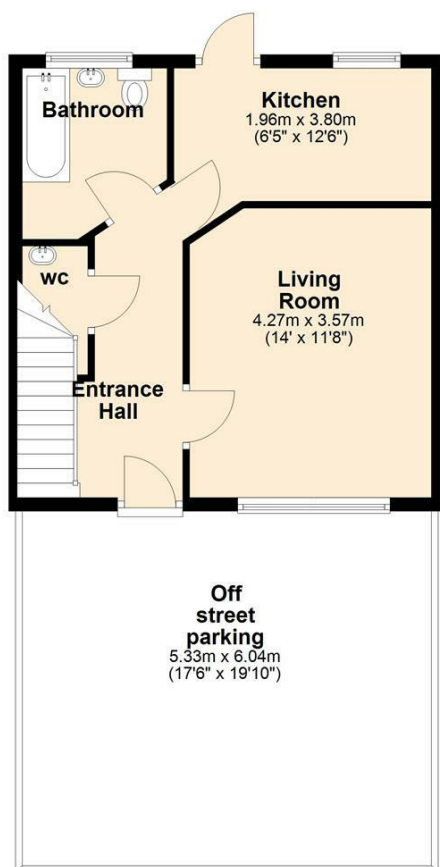 Bathroom
Kitchen
1.96m x 3.80m
(6'5" x 12'6")
wc
Living
Room
4.27m x 3.57m
(14' x 11'8")
Entrance
Hall
Off
street
parking
5.33m x 6.04m
(17'6" x 19'10")